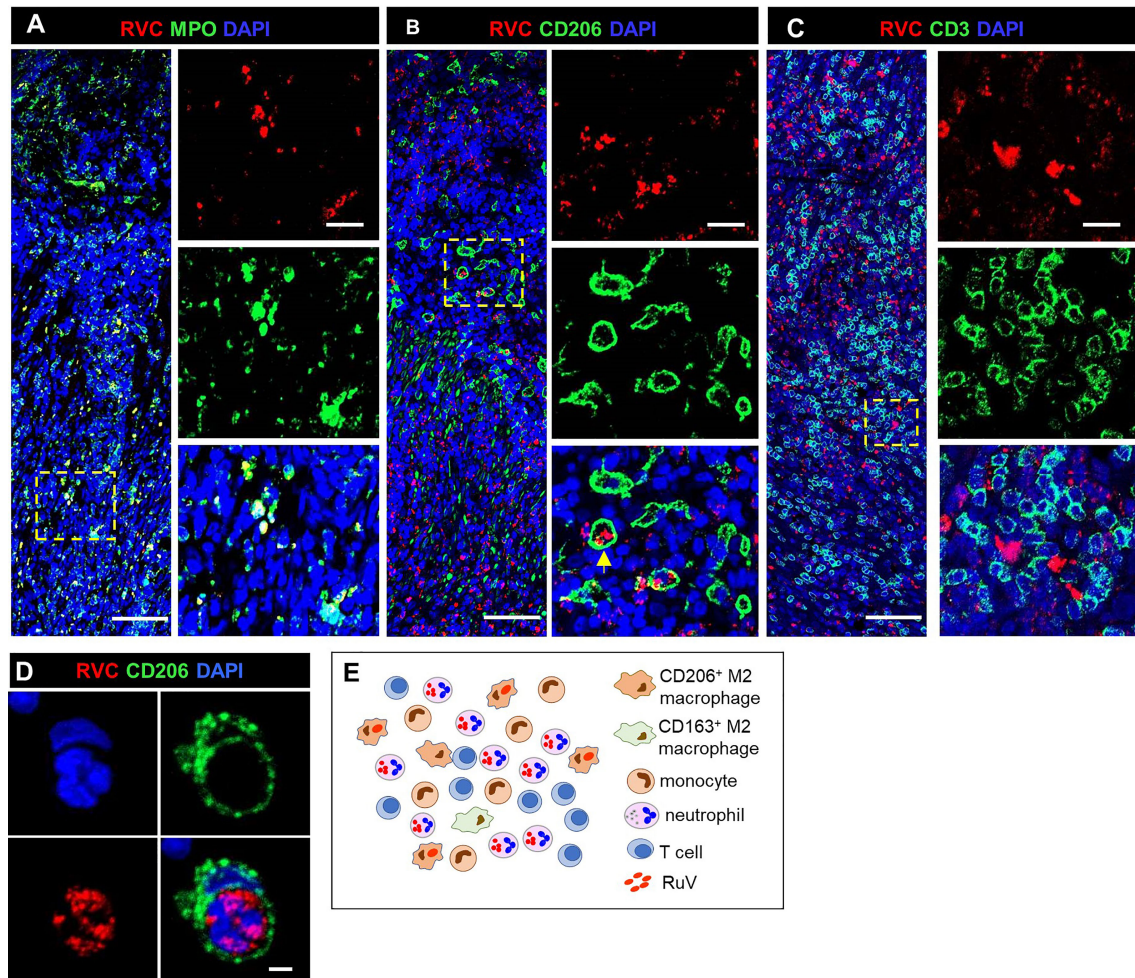 A
RVC MPO DAPI
B
RVC CD206 DAPI
C
RVC CD3 DAPI
D
RVC CD206 DAPI
E
CD206+ M2
macrophage
CD163+ M2
macrophage
monocyte
neutrophil
T cell
RuV